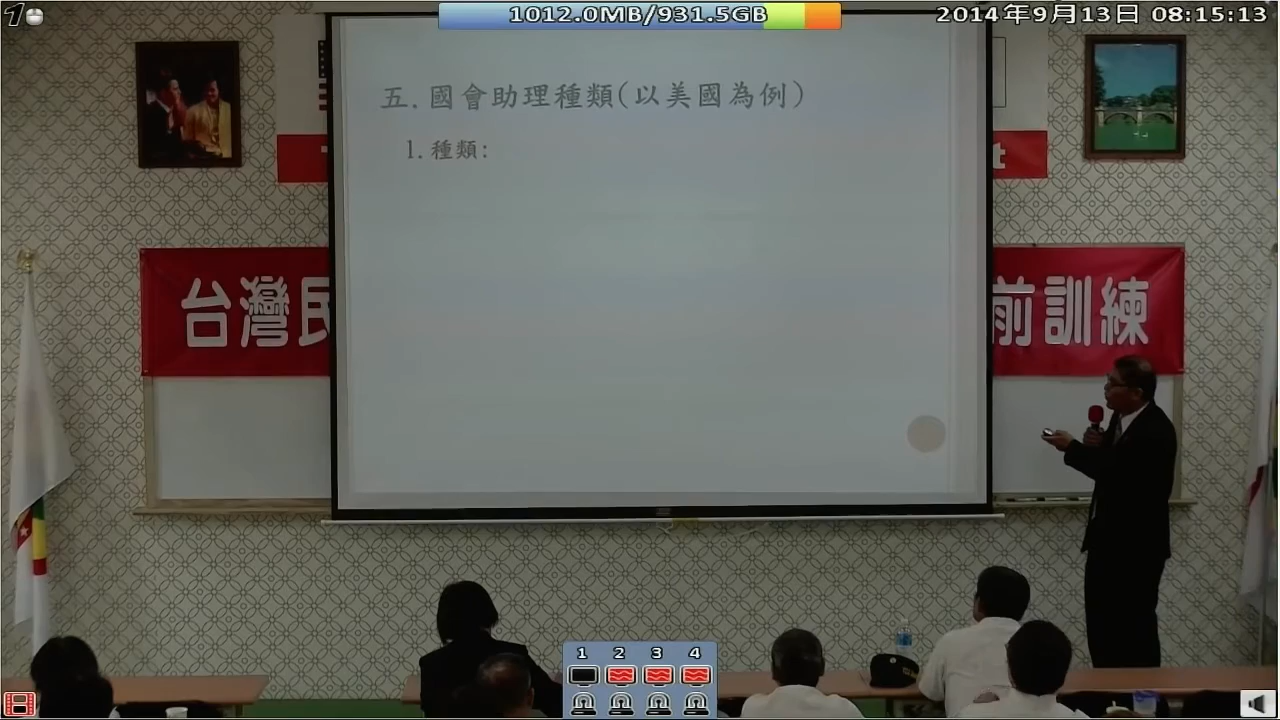 1
1012.0MB/931.5GB
2014年9月13日 08:15:13
五.國會助理種類(以美國為例)
1.種類:
t
台灣民
前訓練
1 2 3 4